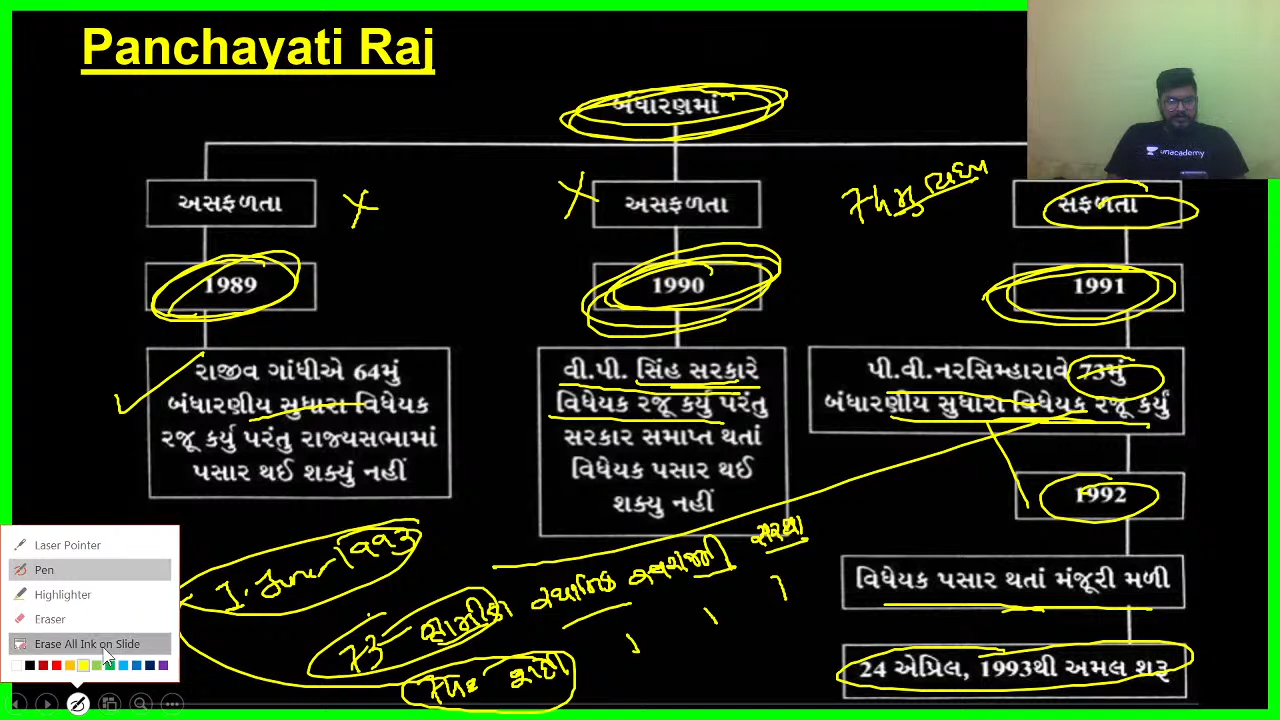 Panchayati Raj
બંધારણમાં
unacademy
અસફળતા
અસફળતા
સફળતા
1989
1990
1991
રાજીવ ગાંધીએ 64મું
બંધારણીય સુધારા વિધેયક
રજૂ કર્યુ પરંતુ રાજ્યસભામાં
પસાર થઈ શક્યું નહીં
વી.પી. સિંહ સરકારે
વિધેયક રજૂ કર્યુ પરંતુ
સરકાર સમાપ્ત થતાં
વિધેયક પસાર થઈ
શક્યુ નહીં
પી.વી.નરસિમ્હારાવે 73મું
બંધારણીય સુધારા વિધેયક રજૂ કર્યું
1992
વિધેયક પસાર થતાં મંજૂરી મળી
24 એપ્રિલ, 1993થી અમલ શરૂ
73
Laser Pointer
Pen
Highlighter
Eraser
Erase All Ink on Slide